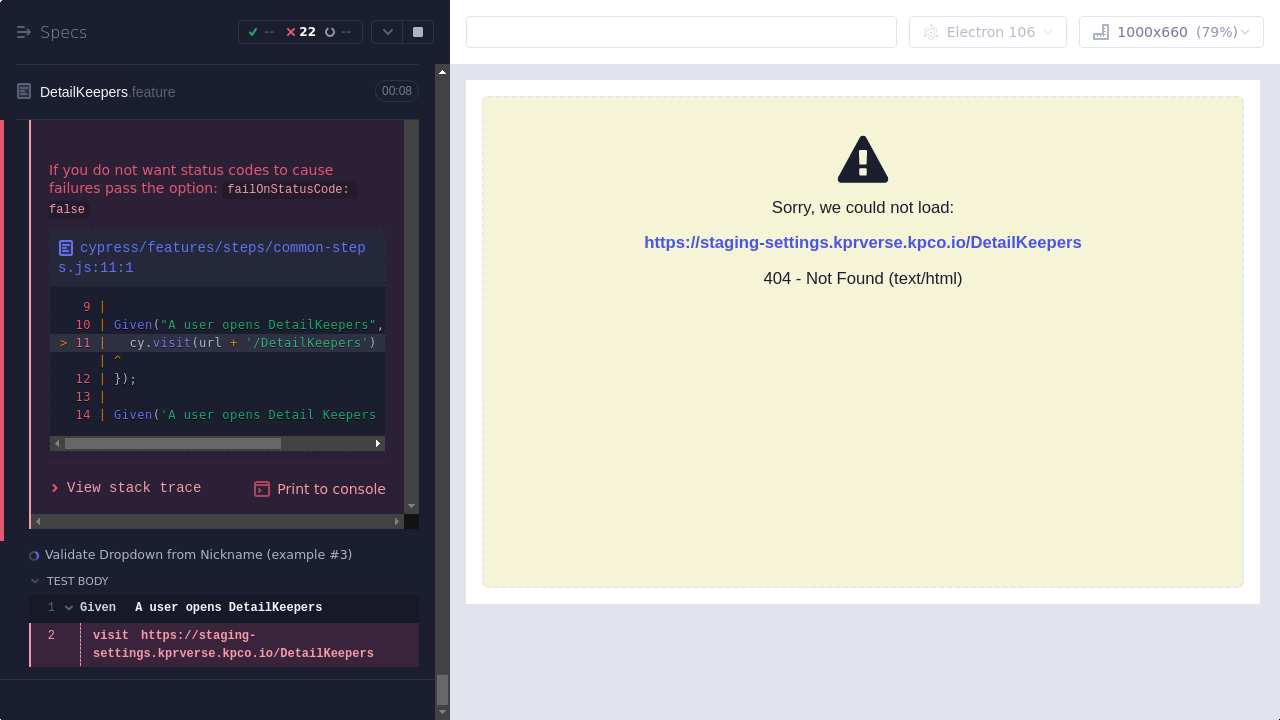 Specs
--
22
--
Electron 106
1000x660 (79%)
DetailKeepers.feature
00:08
If you do not want status codes to cause
failures pass the option: failOnStatusCode:
false
cypress/features/steps/common-step
s.js:11:1
9 |
10 | Given("A user opens DetailKeepers",
> 11 |   cy.visit(url + '/DetailKeepers')
| ^
12 | });
13 |
14 | Given('A user opens Detail Keepers
View stack trace
Print to console
Validate Dropdown from Nickname (example #3)
TEST BODY
1 Given A user opens DetailKeepers
2 visit https://staging-
settings.kprverse.kpco.io/DetailKeepers
Sorry, we could not load:
https://staging-settings.kprverse.kpco.io/DetailKeepers
404 - Not Found (text/html)